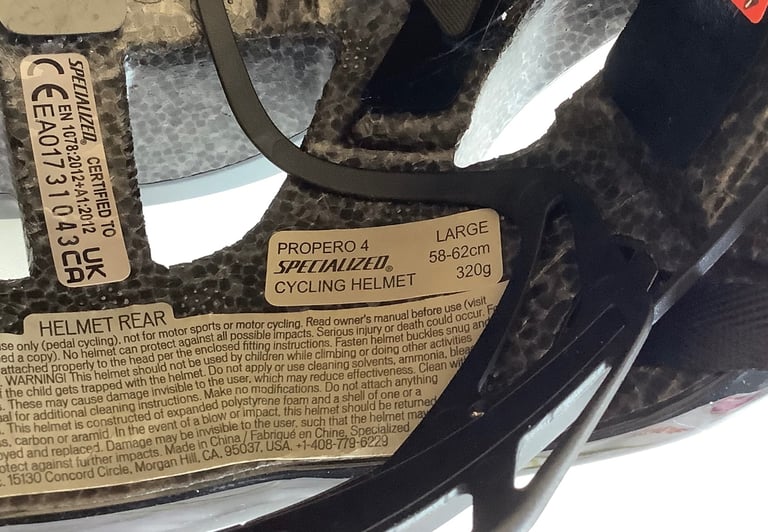 SPECIALIZED® CERTIFIED TO
EN 1078:2012+A1:2012
CE EA01731043 UK CA
PROPERO 4 LARGE
SPECIALIZED® 58-62cm
CYCLING HELMET 320g
HELMET REAR
use only (pedal cycling), not for motor sports or motor cycling. Read owner's manual before use (visit
a copy). No helmet can protect against all possible impacts. Serious injury or death could occur.
attached properly to the head per the enclosed fitting instructions. Fasten helmet buckles snug and
WARNING! This helmet should not be used by children while climbing or doing other activities
if the child gets trapped with the helmet. Do not apply or use cleaning solvents, ammonia,
These may cause damage invisible to the user, which may reduce effectiveness. Clean
for additional cleaning instructions. Make no modifications. Do not attach anything
This helmet is constructed of expanded polystyrene foam and a shell of one or a
carbon or aramid. In the event of a blow or impact, this helmet should be returned
and replaced. Damage may be invisible to the user, such that the helmet may
against further impacts. Made in China / Fabriqué en Chine, Specialized
15130 Concord Circle, Morgan Hill, CA. 95037, USA. +1-408-779-6229